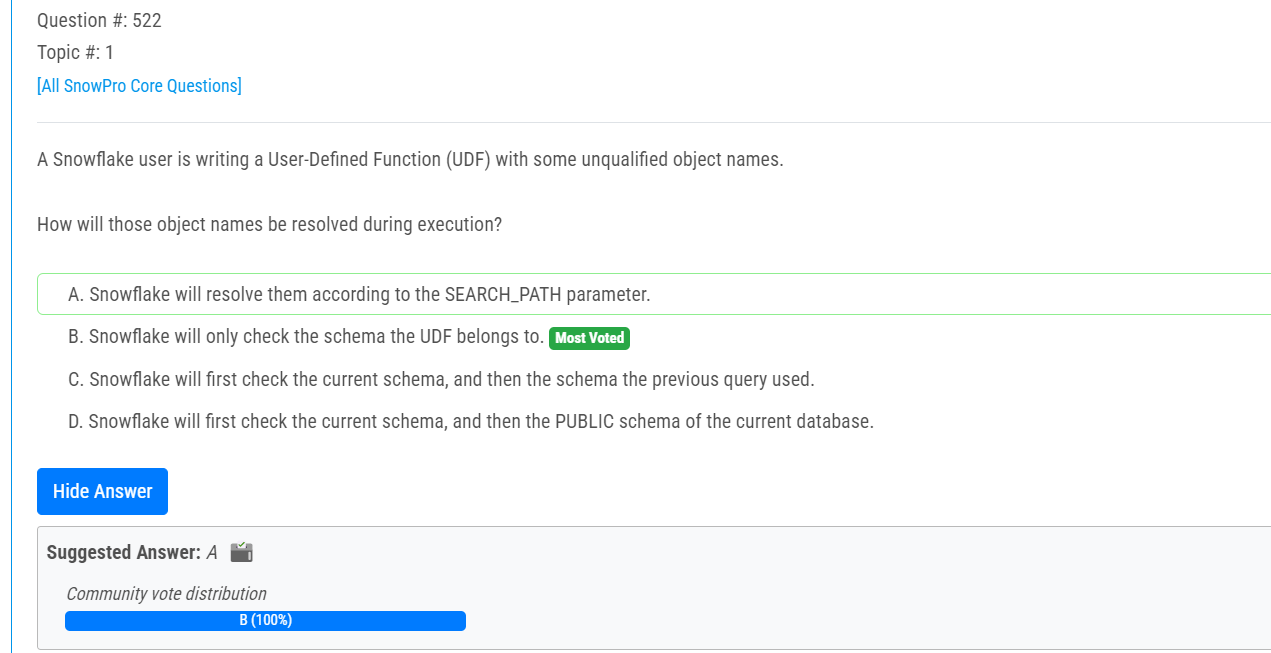 Question #: 522
Topic #: 1
[All SnowPro Core Questions]
A Snowflake user is writing a User-Defined Function (UDF) with some unqualified object names.
How will those object names be resolved during execution?
A. Snowflake will resolve them according to the SEARCH_PATH parameter.
B. Snowflake will only check the schema the UDF belongs to. Most Voted
C. Snowflake will first check the current schema, and then the schema the previous query used.
D. Snowflake will first check the current schema, and then the PUBLIC schema of the current database.
Hide Answer
Suggested Answer: A
Community vote distribution
B (100%)